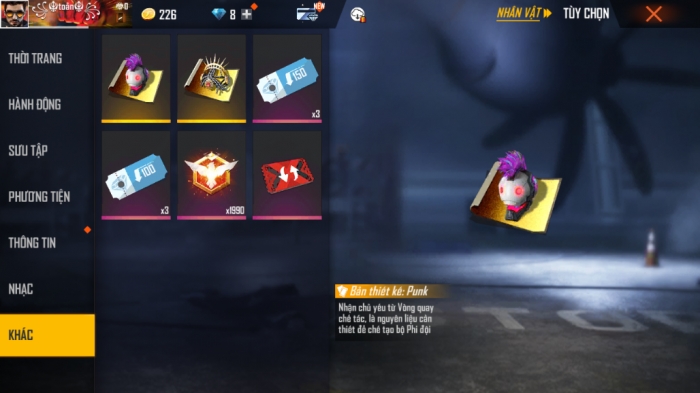 ⓌtoànⓌ
0
226
8
NEW
NHÂN VẬT
TÙY CHỌN
THỜI TRANG
HÀNH ĐỘNG
SƯU TẬP
PHƯƠNG TIỆN
THÔNG TIN
NHẠC
KHÁC
150
x3
100
x3
x1990
Bản thiết kế: Punk
Nhận chủ yếu từ Vòng quay
chế tác, là nguyên liệu cần
thiết để chế tạo bộ Phi đội